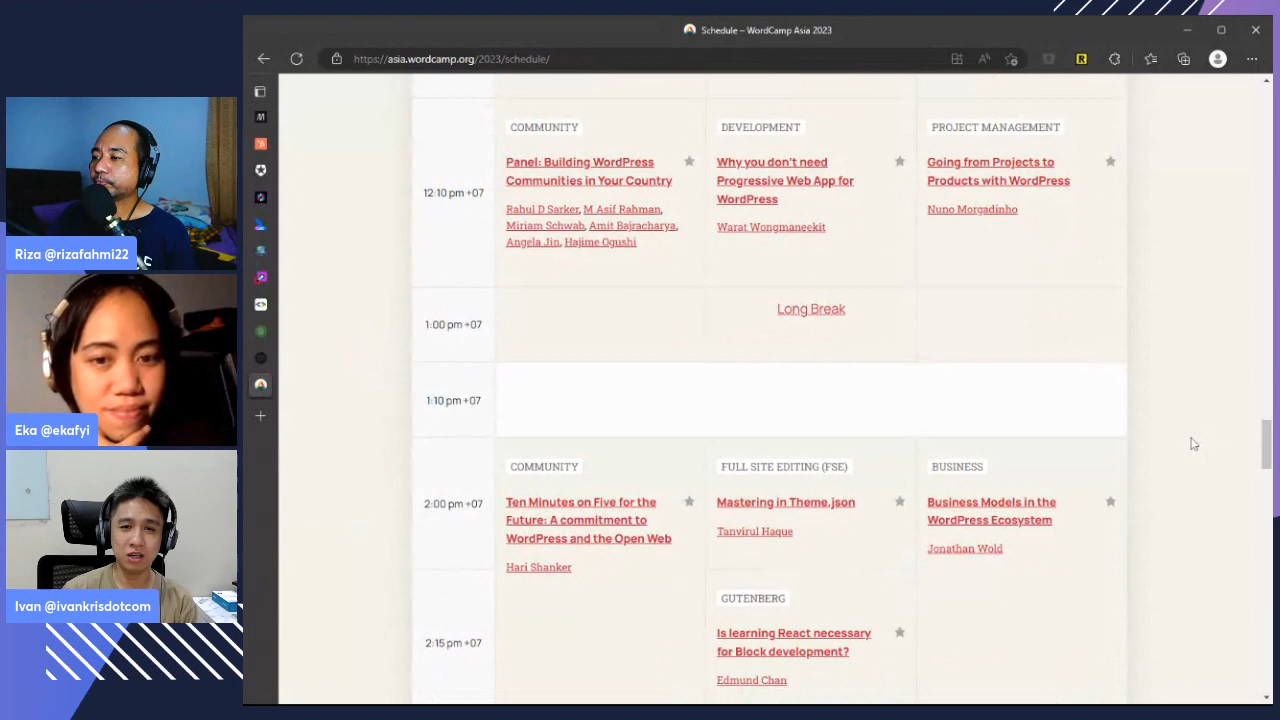 Schedule – WordCamp Asia 2023
https://asia.wordcamp.org/2023/schedule/
12:10 pm +07
COMMUNITY
Panel: Building WordPress
Communities in Your Country
Rahul D Sarker, M Asif Rahman,
Miriam Schwab, Amit Bajracharya,
Angela Jin, Hajime Ogushi
DEVELOPMENT
Why you don't need
Progressive Web App for
WordPress
Warat Wongmaneekit
PROJECT MANAGEMENT
Going from Projects to
Products with WordPress
Nuno Morgadinho
1:00 pm +07
Long Break
1:10 pm +07
2:00 pm +07
COMMUNITY
Ten Minutes on Five for the
Future: A commitment to
WordPress and the Open Web
Hari Shanker
FULL SITE EDITING (FSE)
Mastering in Theme.json
Tanvirul Haque
BUSINESS
Business Models in the
WordPress Ecosystem
Jonathan Wold
2:15 pm +07
GUTENBERG
Is learning React necessary
for Block development?
Edmund Chan
Riza @rizafahmi22
Eka @ekafyi
Ivan @ivankrisdotcom